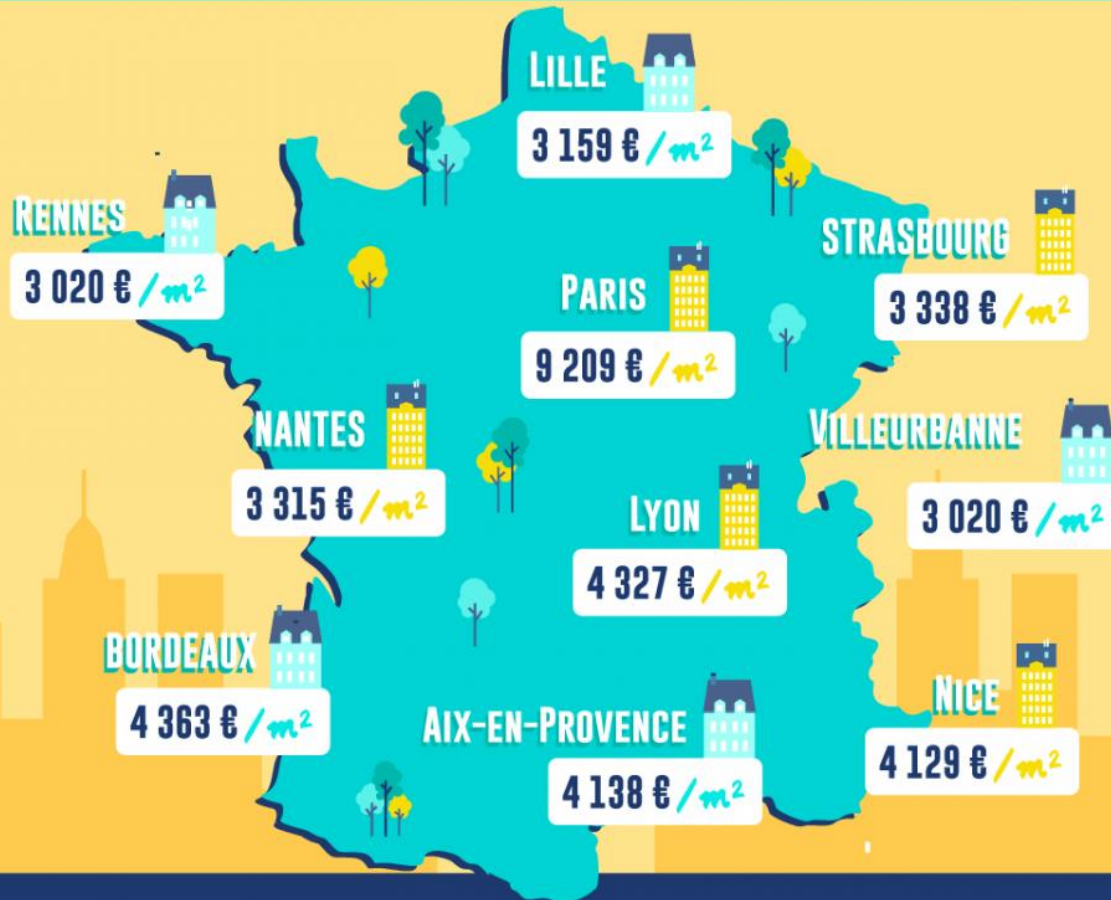 LILLE
3 159 € /m²
RENNES
3 020 € /m²
STRASBOURG
3 338 € /m²
PARIS
9 209 € /m²
NANTES
3 315 € /m²
VILLEURBANNE
3 020 € /m²
LYON
4 327 € /m²
BORDEAUX
4 363 € /m²
AIX-EN-PROVENCE
4 138 € /m²
NICE
4 129 € /m²